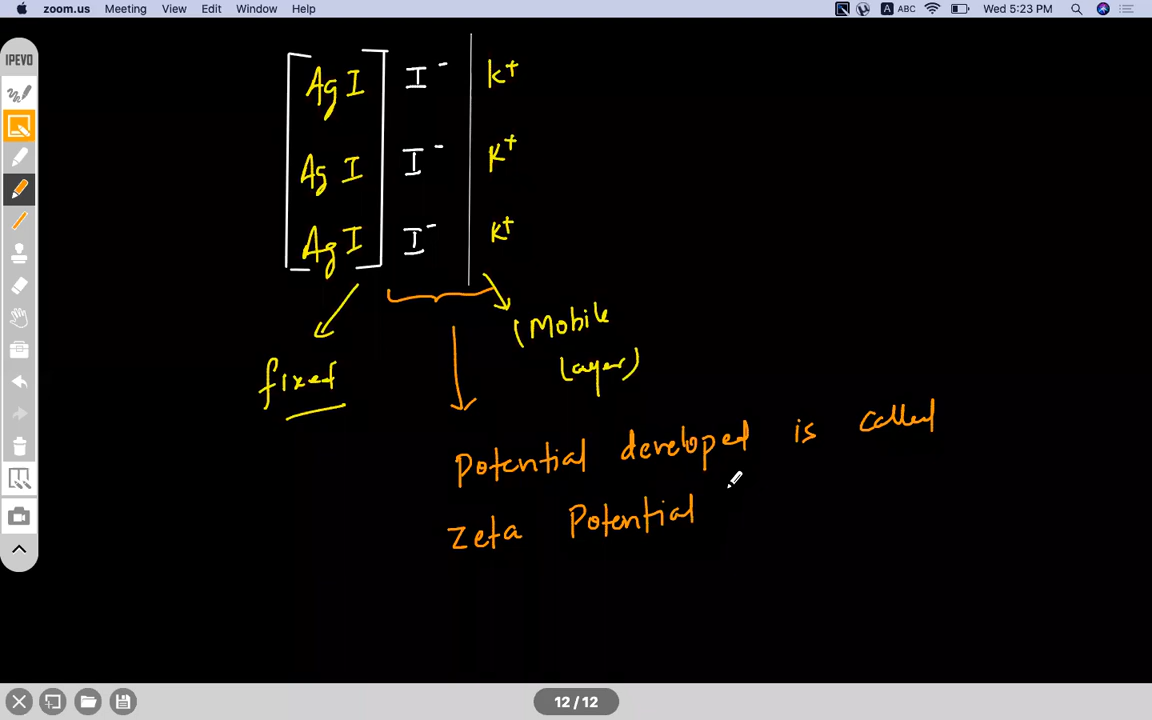 zoom.us Meeting View Edit Window Help
A ABC Wed 5:23 PM
IPEVO
AgI I⁻ K⁺
AgI I⁻ K⁺
AgI I⁻ K⁺
(Mobile
layer)
fixed
Potential developed is called
Zeta Potential
12/12